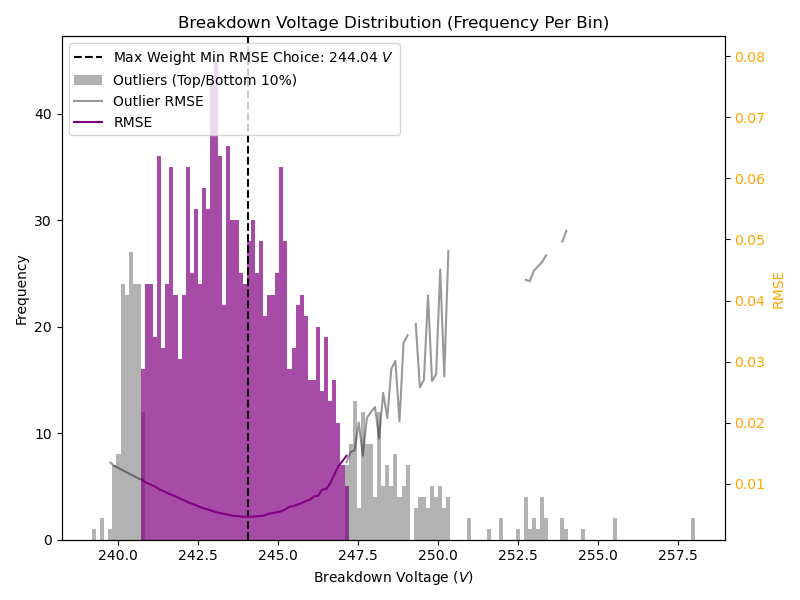 Breakdown Voltage Distribution (Frequency Per Bin)
Max Weight Min RMSE Choice: 244.04 V
Outliers (Top/Bottom 10%)
Outlier RMSE
RMSE
Frequency
0
10
20
30
40
0.01
0.02
0.03
0.04
0.05
0.06
0.07
0.08
RMSE
240.0 242.5 245.0 247.5 250.0 252.5 255.0 257.5
Breakdown Voltage (V)